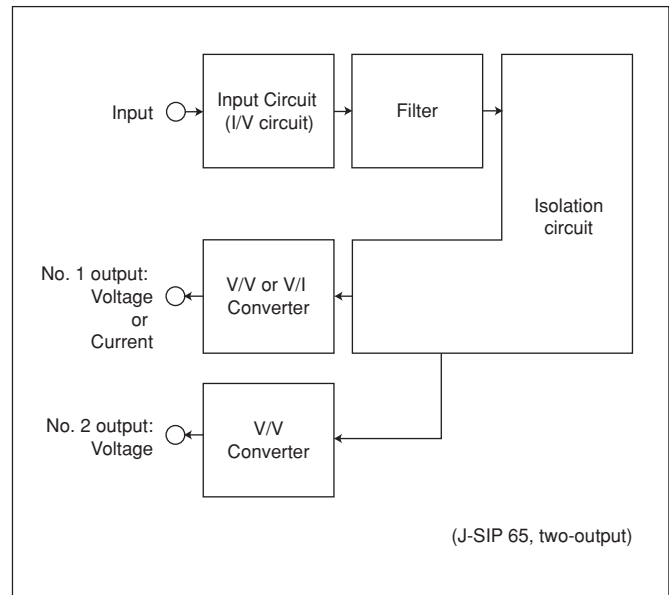 Input
Input Circuit
(I/V circuit)
Filter
Isolation
circuit
No. 1 output:
Voltage
or
Current
V/V or V/I
Converter
No. 2 output:
Voltage
V/V
Converter
(J-SIP 65, two-output)